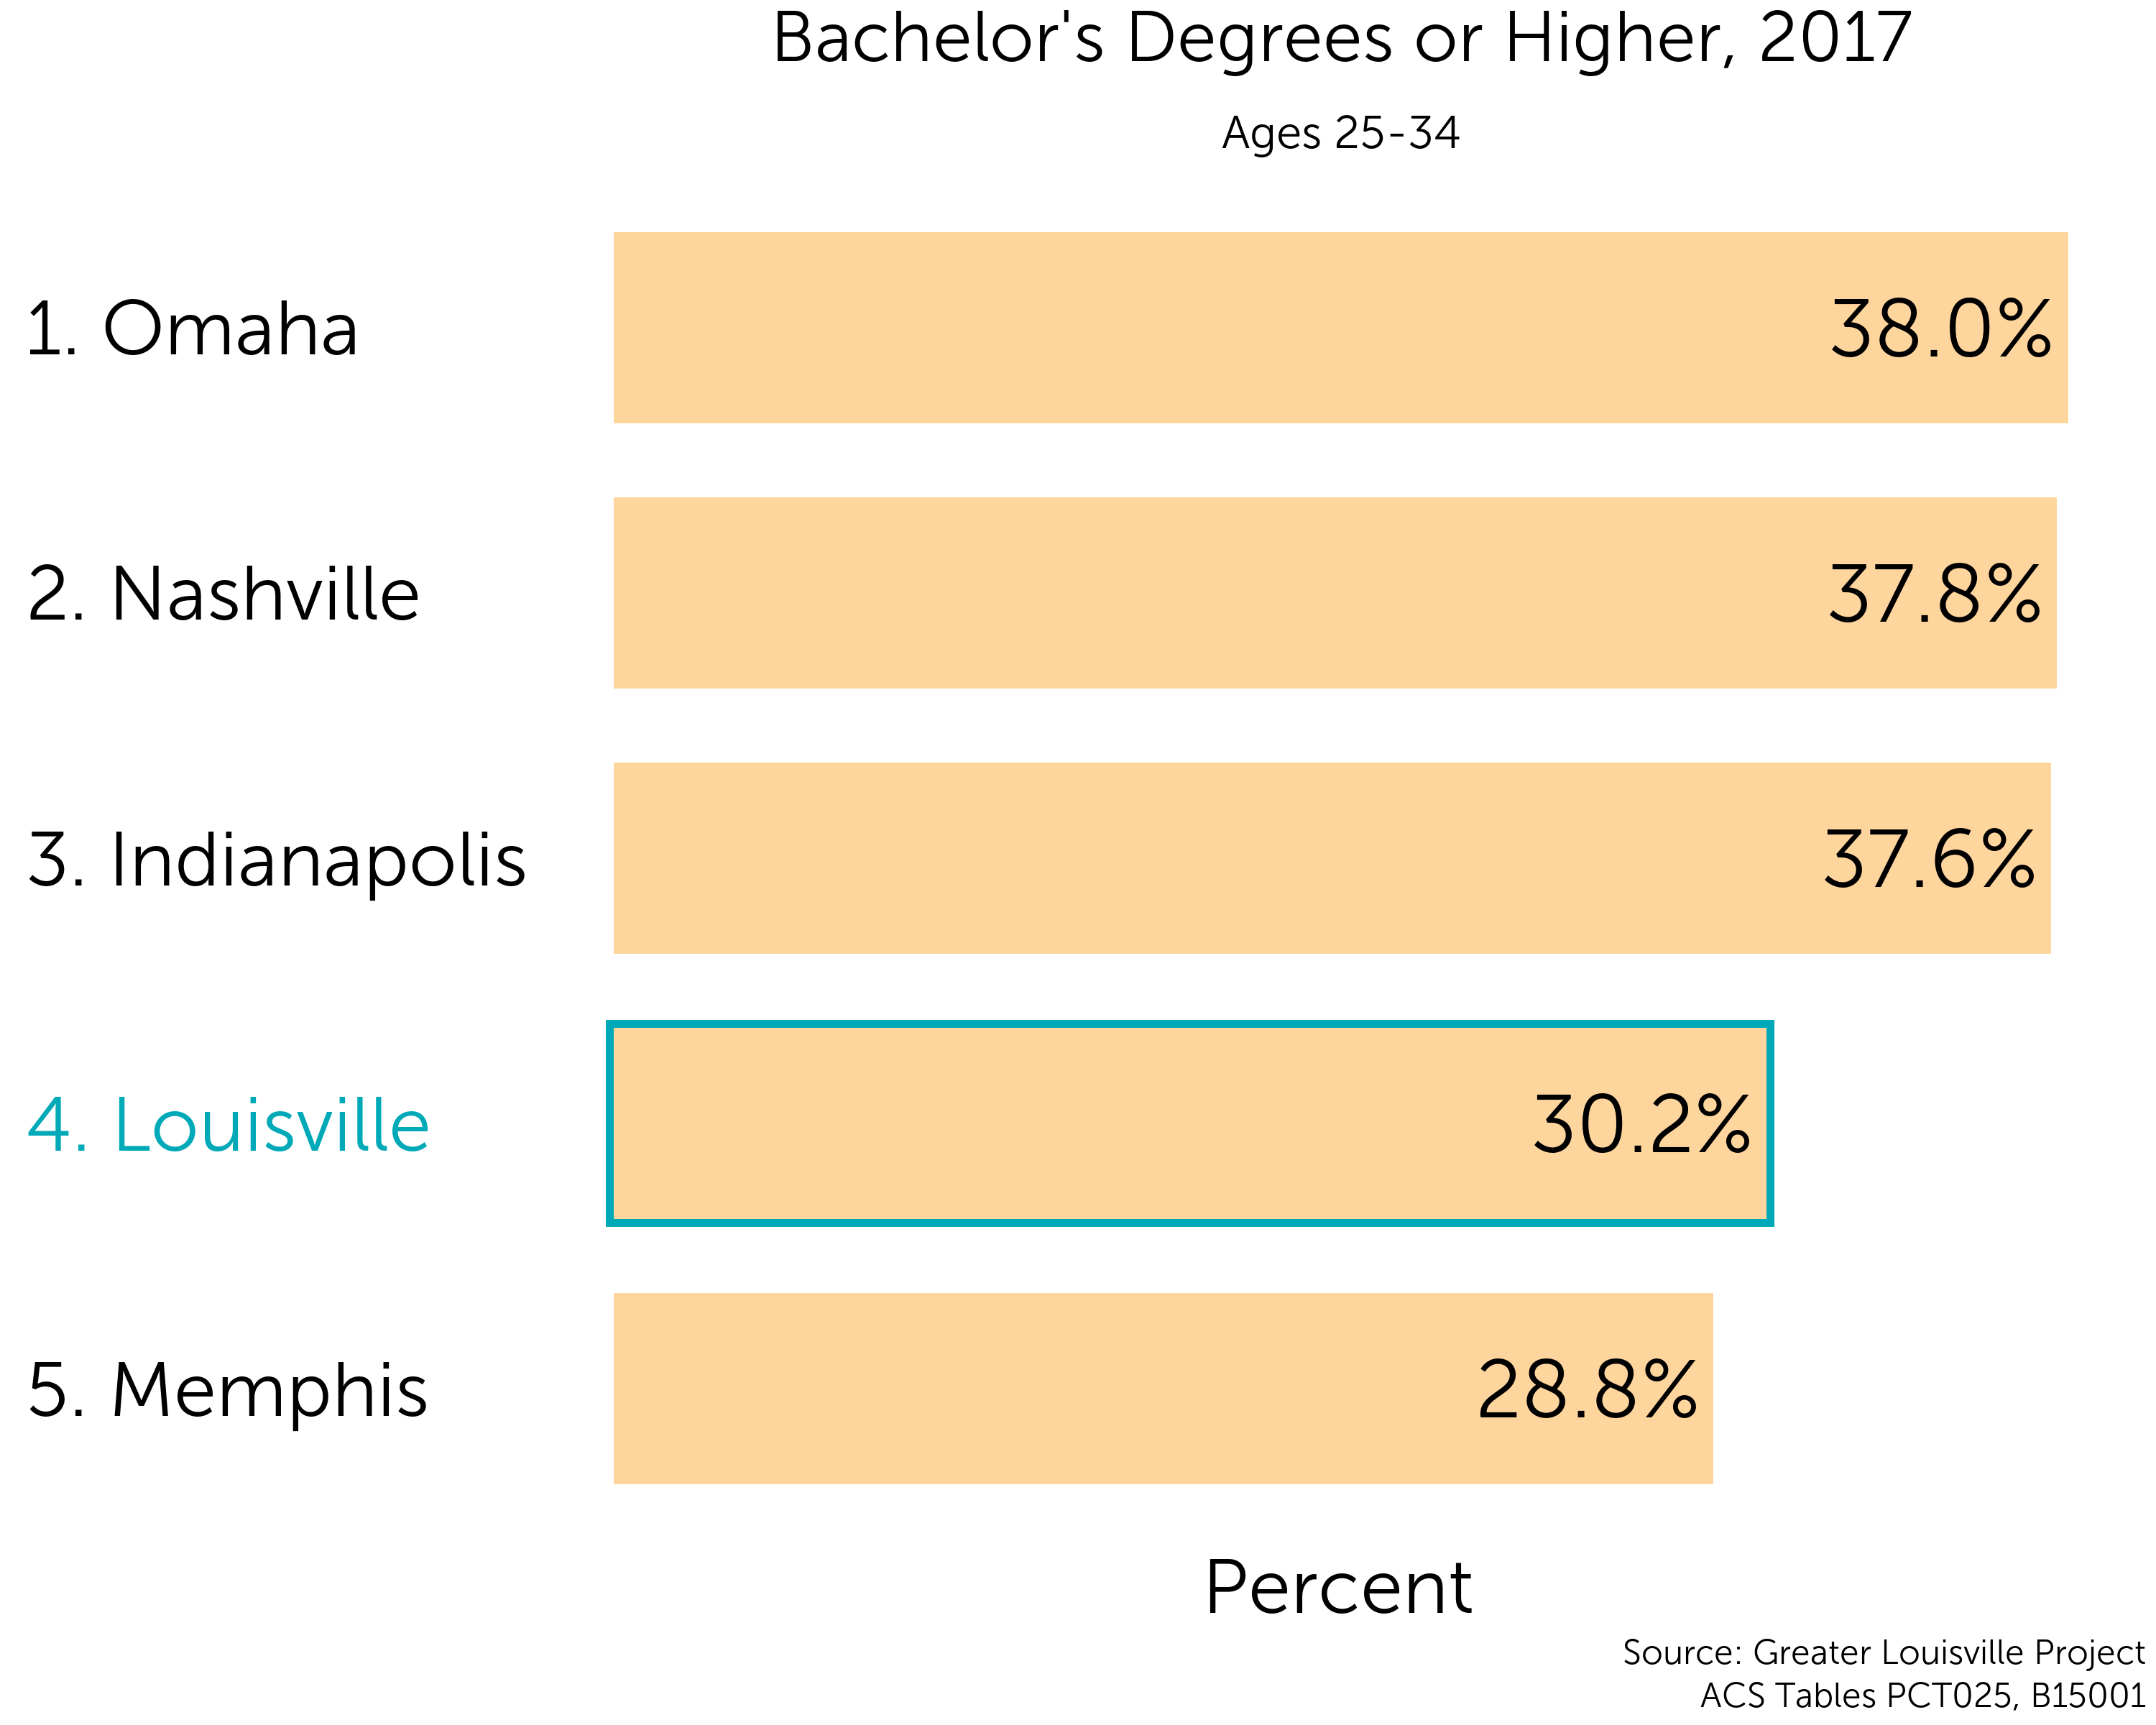 Bachelor's Degrees or Higher, 2017
Ages 25-34
1. Omaha 38.0%
2. Nashville 37.8%
3. Indianapolis 37.6%
4. Louisville 30.2%
5. Memphis 28.8%
Percent
Source: Greater Louisville Project
ACS Tables PCT025, B15001